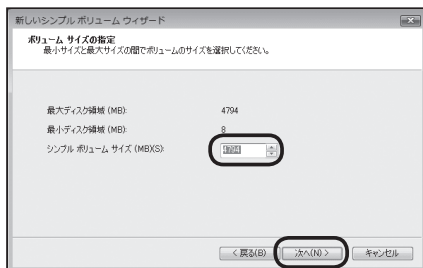 新しいシンプル ボリューム ウィザード
ボリューム サイズの指定
最小サイズと最大サイズの間でボリュームのサイズを選択してください。
最大ディスク領域 (MB): 4794
最小ディスク領域 (MB): 8
シンプル ボリューム サイズ (MB)(S): 4794
< 戻る(B) 次へ(N) > キャンセル